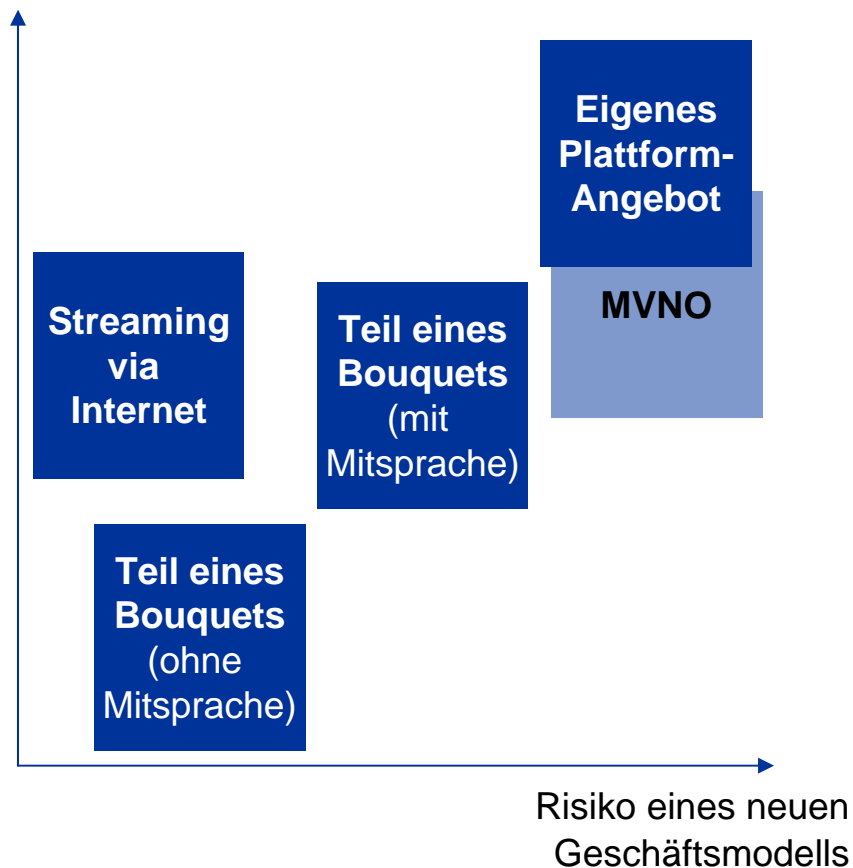 Eigenes
Plattform-
Angebot
MVNO
Streaming
via
Internet
Teil eines
Bouquets
(mit
Mitsprache)
Teil eines
Bouquets
(ohne
Mitsprache)
Risiko eines neuen
Geschäftsmodells